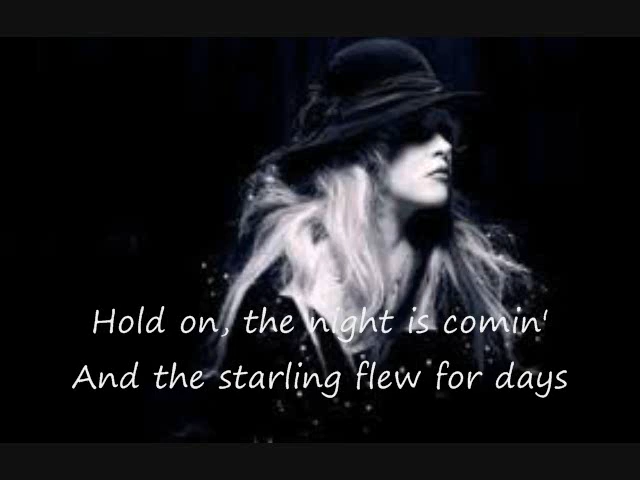 Hold on, the night is comin'
And the starling flew for days